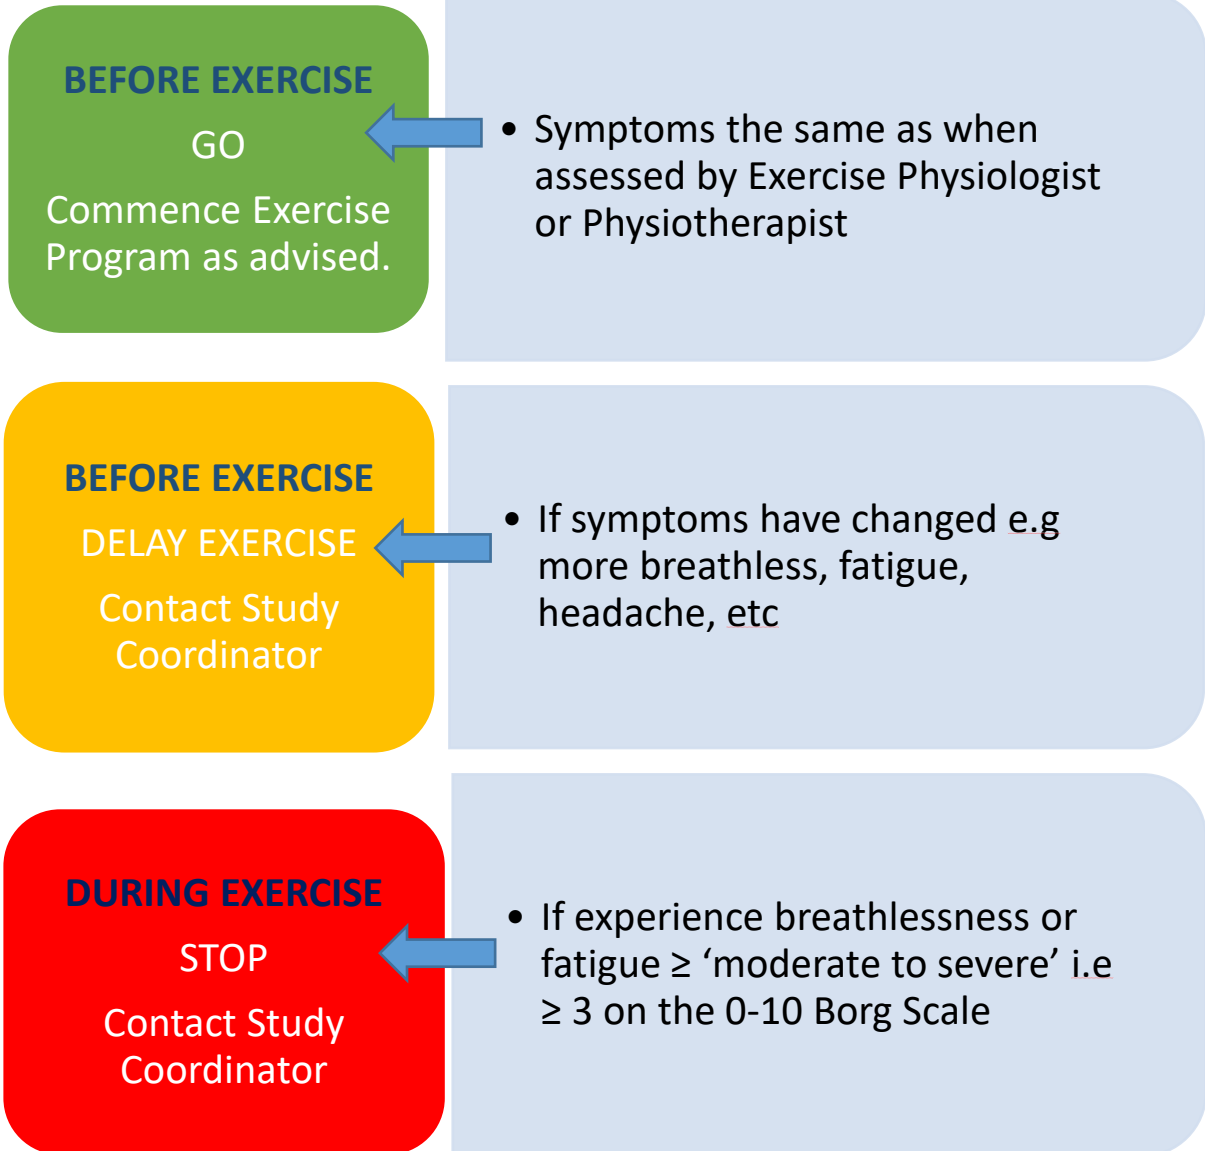 BEFORE EXERCISE
GO
Commence Exercise
Program as advised.
• Symptoms the same as when
assessed by Exercise Physiologist
or Physiotherapist
BEFORE EXERCISE
DELAY EXERCISE
Contact Study
Coordinator
• If symptoms have changed e.g
more breathless, fatigue,
headache, etc
DURING EXERCISE
STOP
Contact Study
Coordinator
• If experience breathlessness or
fatigue ≥ ‘moderate to severe’ i.e
≥ 3 on the 0-10 Borg Scale